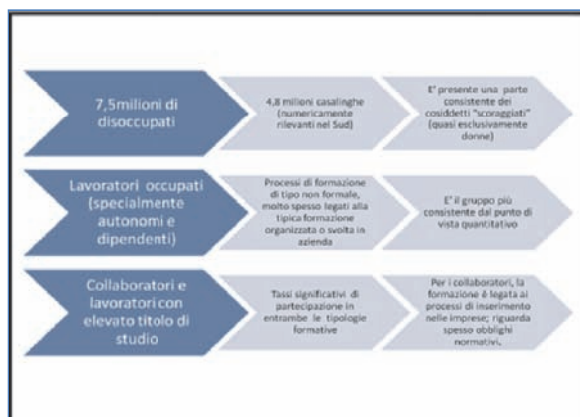 7,5milioni di
disoccupati
4,8 milioni casalinghe
(numericamente
rilevanti nel Sud)
E' presente una parte
consistente dei
cosiddetti "scoraggiati"
(quasi esclusivamente
donne)
Lavoratori occupati
(specialmente
autonomi e
dipendenti)
Processi di formazione
di tipo non formale,
molto spesso legati alla
tipica formazione
organizzata o svolta in
azienda
E' il gruppo più
consistente dal punto di
vista quantitativo
Collaboratori e
lavoratori con
elevato titolo di
studio
Tassi significativi di
partecipazione in
entrambe le tipologie
formative
Per i collaboratori, la
formazione è legata ai
processi di inserimento
nelle imprese; riguarda
spesso obblighi
normativi.